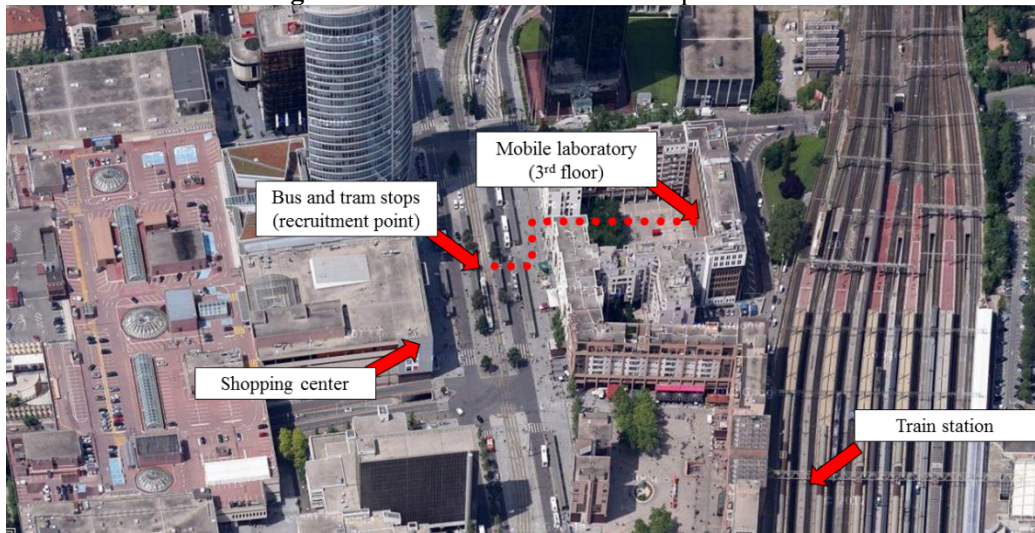 Mobile laboratory
(3rd floor)
Bus and tram stops
(recruitment point)
Shopping center
Train station